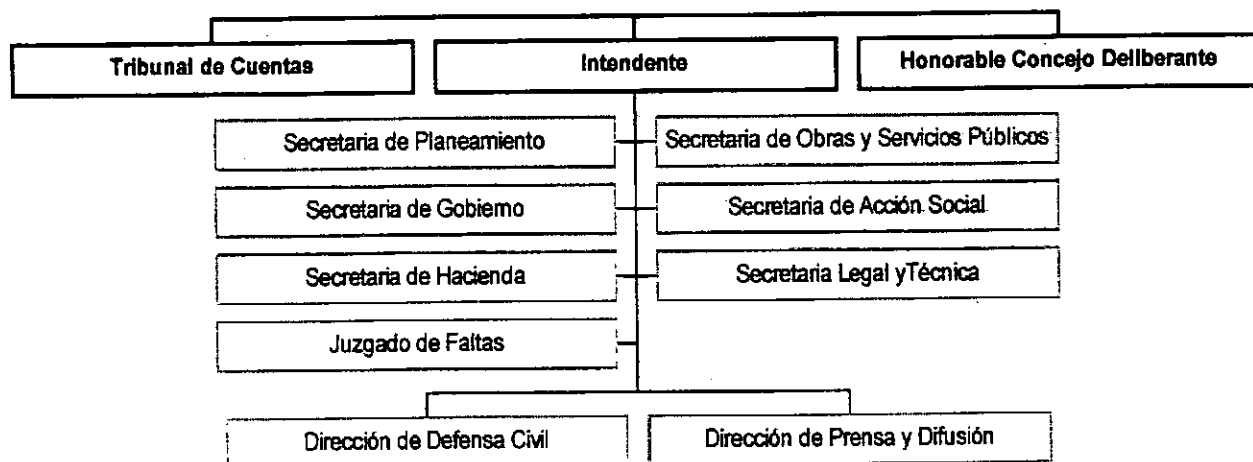 Tribunal de Cuentas
Intendente
Honorable Concejo Deliberante
Secretaria de Planeamiento
Secretaria de Obras y Servicios Públicos
Secretaria de Gobierno
Secretaria de Acción Social
Secretaria de Hacienda
Secretaria Legal yTécnica
Juzgado de Faltas
Dirección de Defensa Civil
Dirección de Prensa y Difusión